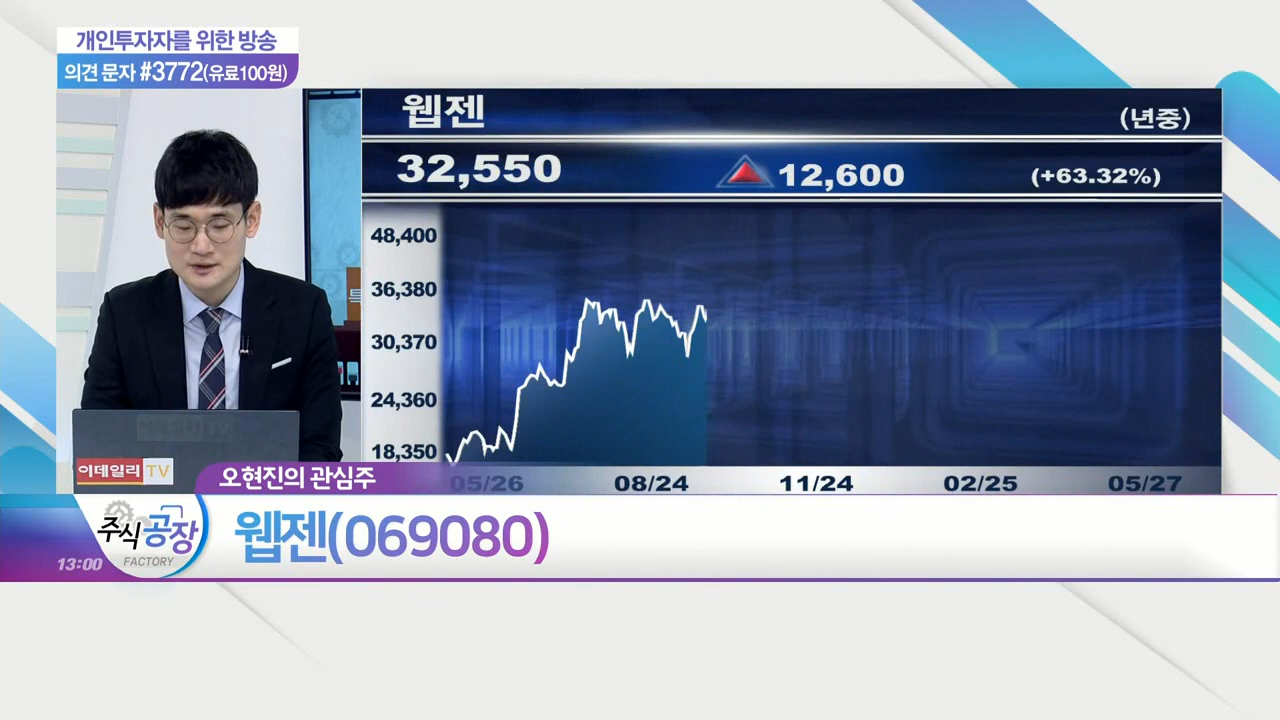 개인투자자를 위한 방송
의견 문자 #3772(유료100원)
웹젠
(년중)
32,550
12,600
(+63.32%)
48,400
36,380
30,370
24,360
18,350
05/26
08/24
11/24
02/25
05/27
특
이데일리 TV
오현진의 관심주
주식공장
FACTORY
13:00
웹젠(069080)